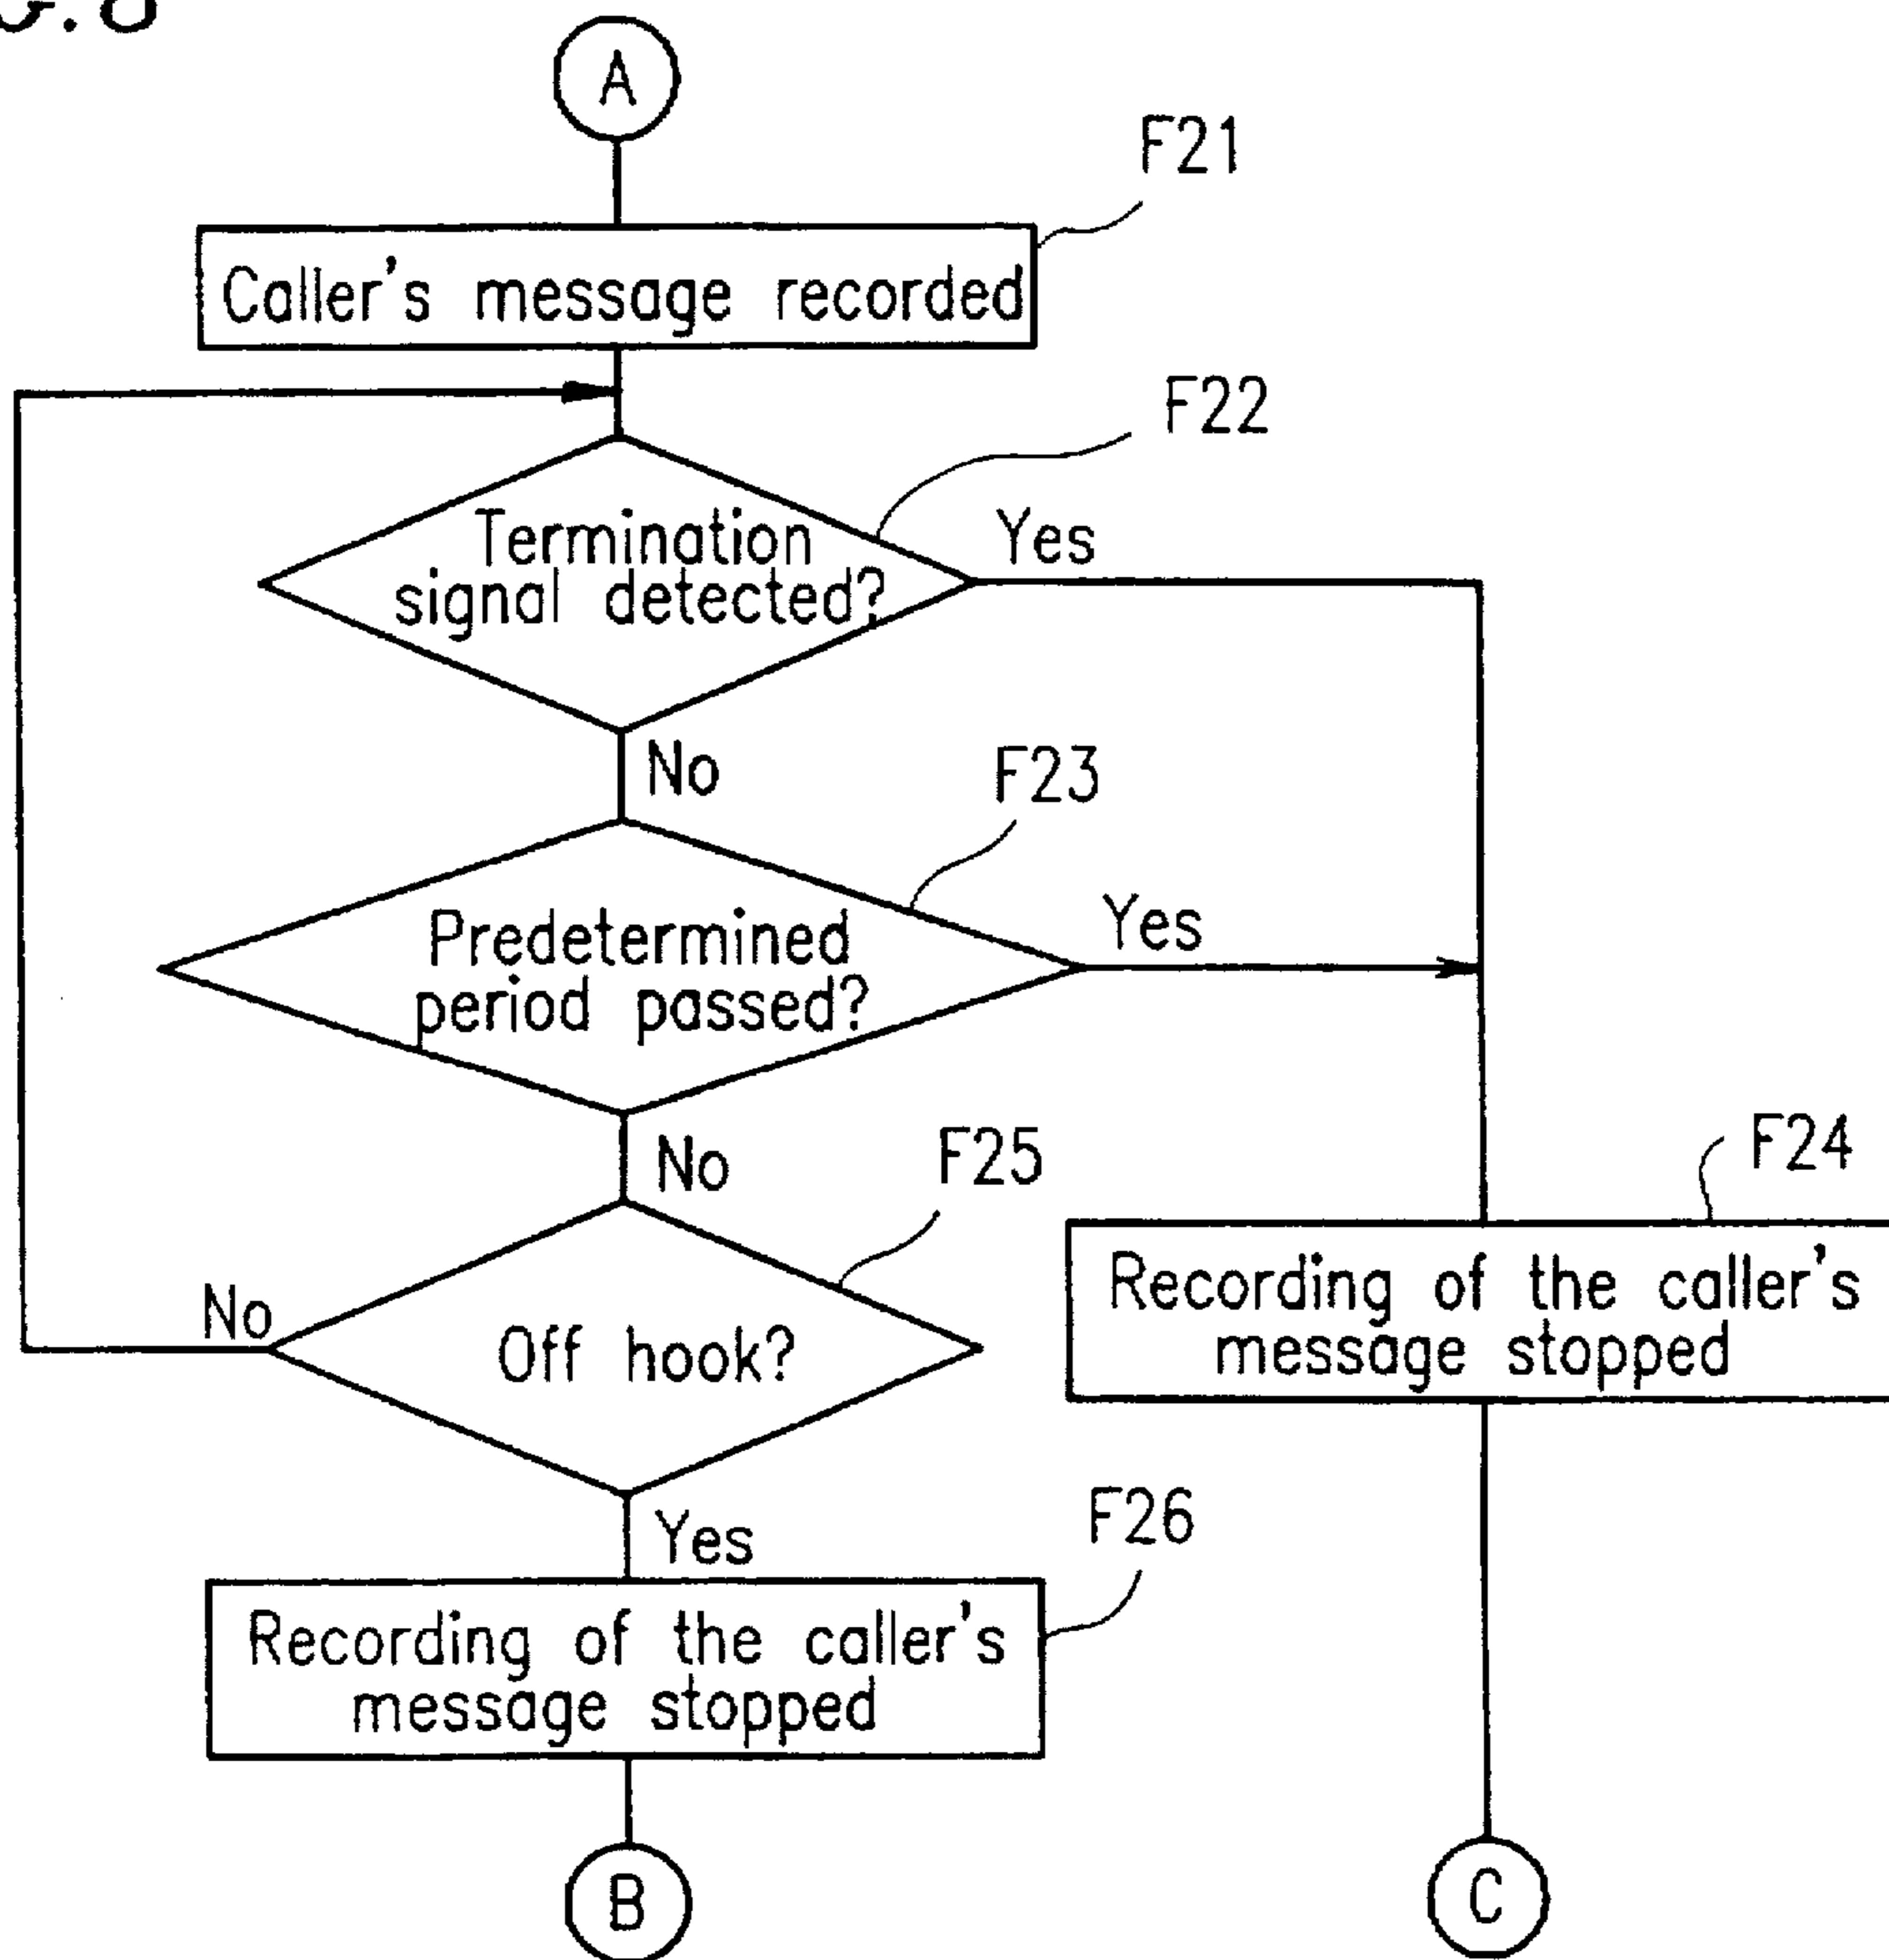 G.8
A
F21
Caller's message recorded
F22
Termination
signal detected?
Yes
No
F23
Predetermined
period passed?
Yes
No
F25
F24
No
Off hook?
Recording of the caller's
message stopped
Yes
F26
Recording of the caller's
message stopped
B
C